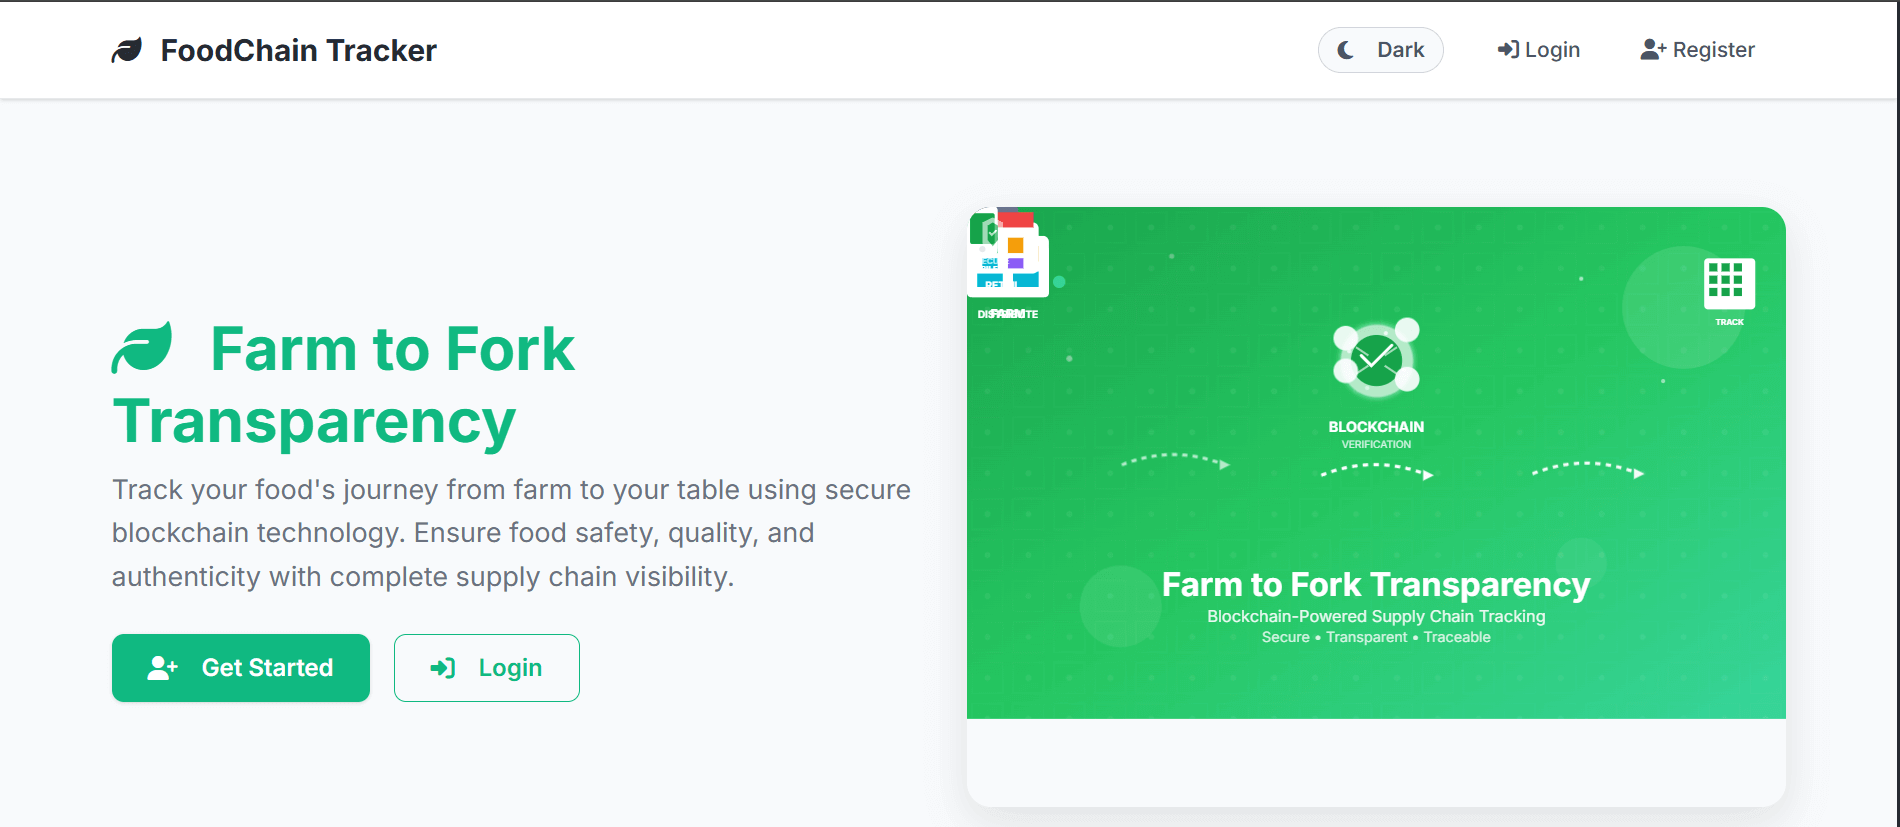 FoodChain Tracker
Dark
Login
Register
Farm to Fork
Transparency
Track your food's journey from farm to your table using secure
blockchain technology. Ensure food safety, quality, and
authenticity with complete supply chain visibility.
Get Started
Login
TRACK
BLOCKCHAIN
VERIFICATION
Farm to Fork Transparency
Blockchain-Powered Supply Chain Tracking
Secure • Transparent • Traceable